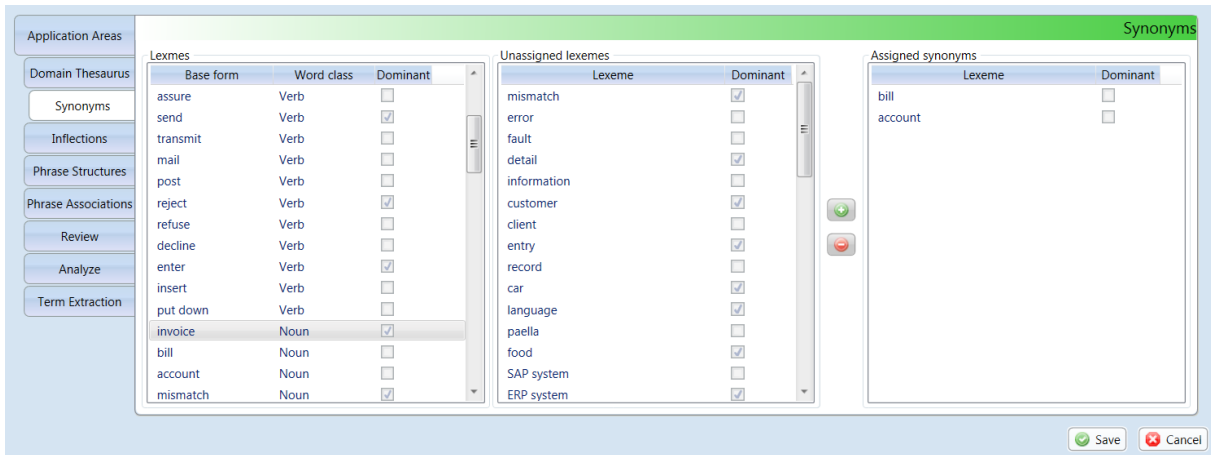 Synonyms
Application Areas
Domain Thesaurus
Synonyms
Inflections
Phrase Structures
Phrase Associations
Review
Analyze
Term Extraction
Lexmes
Base form Word class Dominant
assure Verb
send Verb
transmit Verb
mail Verb
post Verb
reject Verb
refuse Verb
decline Verb
enter Verb
insert Verb
put down Verb
invoice Noun
bill Noun
account Noun
mismatch Noun
Unassigned lexemes
Lexeme Dominant
mismatch
error
fault
detail
information
customer
client
entry
record
car
language
paella
food
SAP system
ERP system
Assigned synonyms
Lexeme Dominant
bill
account
Save Cancel